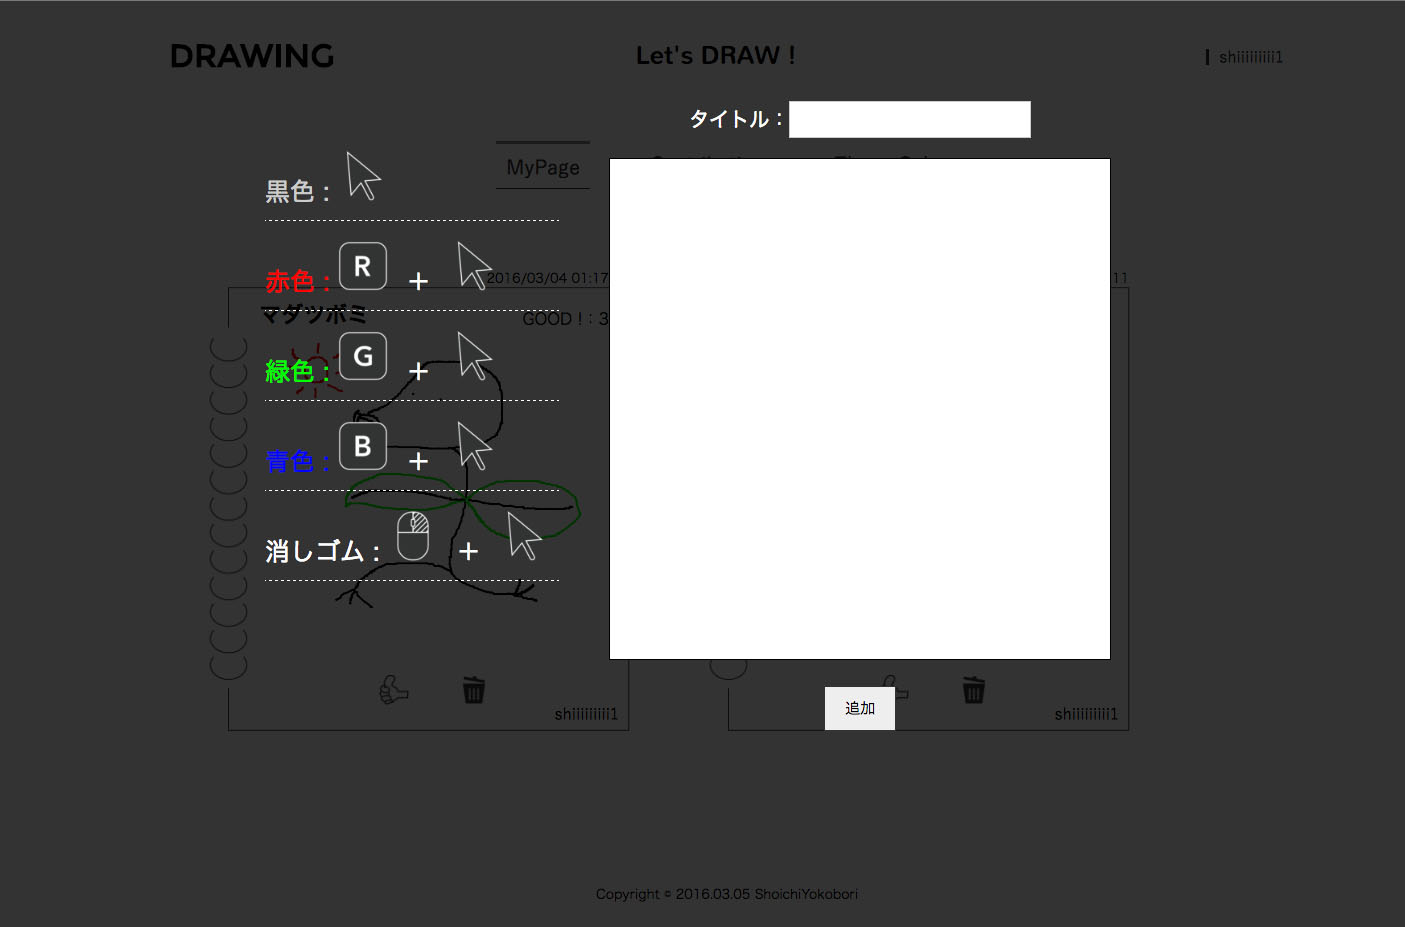 DRAWING
Let's DRAW !
shiiiiiiiii1
タイトル：
MyPage
黒色：
赤色： R +
2016/03/04 01:17
11
マダツボミ
GOOD !：3
緑色： G +
青色： B +
消しゴム： +
追加
shiiiiiiiii1
shiiiiiiiii1
Copyright © 2016.03.05 ShoichiYokobori